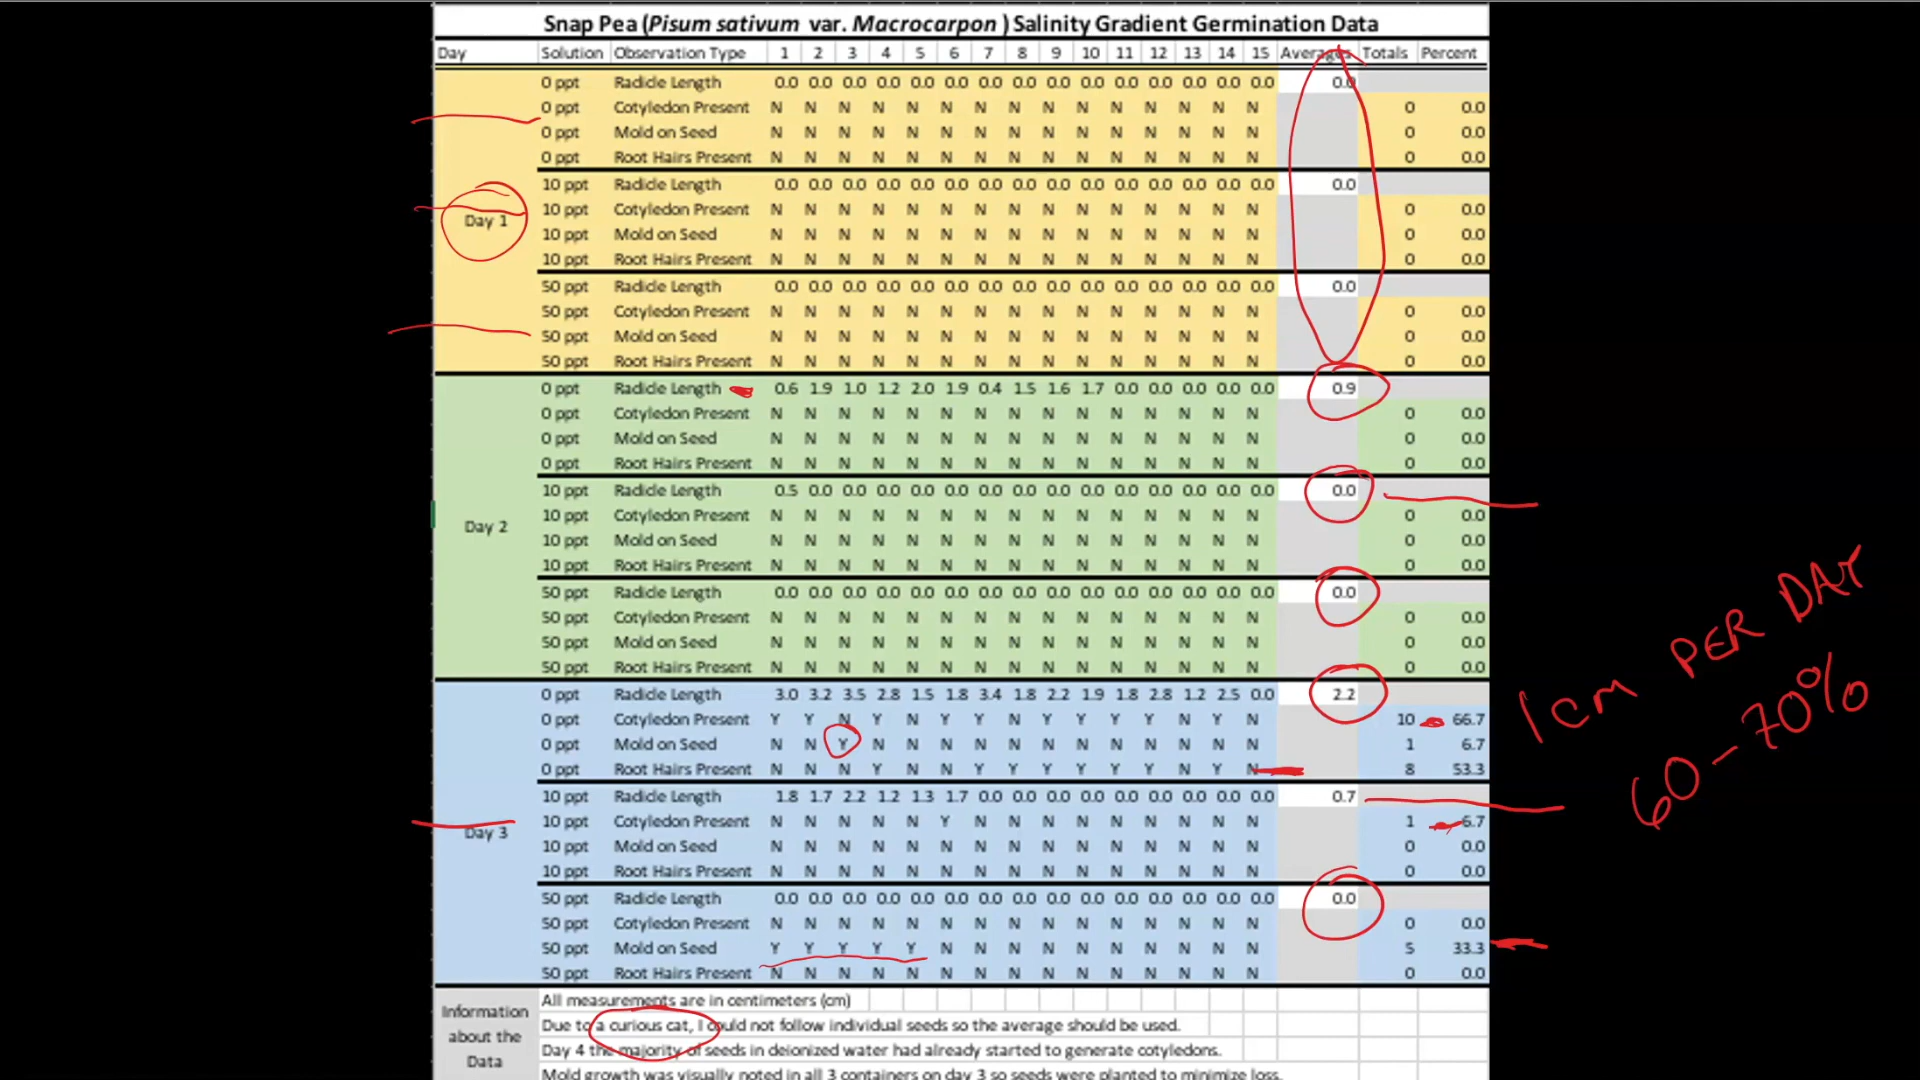 Snap Pea (Pisum sativum var. Macrocarpon ) Salinity Gradient Germination Data
Day Solution Observation Type 1 2 3 4 5 6 7 8 9 10 11 12 13 14 15 Averages Totals Percent
0 ppt Radicle Length 0.0 0.0 0.0 0.0 0.0 0.0 0.0 0.0 0.0 0.0 0.0 0.0 0.0 0.0 0.0 0.0
0 ppt Cotyledon Present N N N N N N N N N N N N N N N 0 0.0
0 ppt Mold on Seed N N N N N N N N N N N N N N N 0 0.0
0 ppt Root Hairs Present N N N N N N N N N N N N N N N 0 0.0
10 ppt Radicle Length 0.0 0.0 0.0 0.0 0.0 0.0 0.0 0.0 0.0 0.0 0.0 0.0 0.0 0.0 0.0 0.0
10 ppt Cotyledon Present N N N N N N N N N N N N N N N 0 0.0
Day 1
10 ppt Mold on Seed N N N N N N N N N N N N N N N 0 0.0
10 ppt Root Hairs Present N N N N N N N N N N N N N N N 0 0.0
50 ppt Radicle Length 0.0 0.0 0.0 0.0 0.0 0.0 0.0 0.0 0.0 0.0 0.0 0.0 0.0 0.0 0.0 0.0
50 ppt Cotyledon Present N N N N N N N N N N N N N N N 0 0.0
50 ppt Mold on Seed N N N N N N N N N N N N N N N 0 0.0
50 ppt Root Hairs Present N N N N N N N N N N N N N N N 0 0.0
0 ppt Radicle Length 0.6 1.9 1.0 1.2 2.0 1.9 0.4 1.5 1.6 1.7 0.0 0.0 0.0 0.0 0.0 0.9
0 ppt Cotyledon Present N N N N N N N N N N N N N N N 0 0.0
0 ppt Mold on Seed N N N N N N N N N N N N N N N 0 0.0
0 ppt Root Hairs Present N N N N N N N N N N N N N N N 0 0.0
10 ppt Radicle Length 0.5 0.0 0.0 0.0 0.0 0.0 0.0 0.0 0.0 0.0 0.0 0.0 0.0 0.0 0.0 0.0
10 ppt Cotyledon Present N N N N N N N N N N N N N N N 0 0.0
Day 2
10 ppt Mold on Seed N N N N N N N N N N N N N N N 0 0.0
10 ppt Root Hairs Present N N N N N N N N N N N N N N N 0 0.0
50 ppt Radicle Length 0.0 0.0 0.0 0.0 0.0 0.0 0.0 0.0 0.0 0.0 0.0 0.0 0.0 0.0 0.0 0.0
50 ppt Cotyledon Present N N N N N N N N N N N N N N N 0 0.0
50 ppt Mold on Seed N N N N N N N N N N N N N N N 0 0.0
50 ppt Root Hairs Present N N N N N N N N N N N N N N N 0 0.0
0 ppt Radicle Length 3.0 3.2 3.5 2.8 1.5 1.8 3.4 1.8 2.2 1.9 1.8 2.8 1.2 2.5 0.0 2.2
0 ppt Cotyledon Present Y Y N Y N Y Y N Y Y Y Y N Y N 10 66.7
0 ppt Mold on Seed N N Y N N N N N N N N N N N N 1 6.7
0 ppt Root Hairs Present N N N Y N N Y Y Y Y Y Y N Y N 8 53.3
10 ppt Radicle Length 1.8 1.7 2.2 1.2 1.3 1.7 0.0 0.0 0.0 0.0 0.0 0.0 0.0 0.0 0.0 0.7
10 ppt Cotyledon Present N N N N N Y N N N N N N N N N 1 6.7
Day 3
10 ppt Mold on Seed N N N N N N N N N N N N N N N 0 0.0
10 ppt Root Hairs Present N N N N N N N N N N N N N N N 0 0.0
50 ppt Radicle Length 0.0 0.0 0.0 0.0 0.0 0.0 0.0 0.0 0.0 0.0 0.0 0.0 0.0 0.0 0.0 0.0
50 ppt Cotyledon Present N N N N N N N N N N N N N N N 0 0.0
50 ppt Mold on Seed Y Y Y Y Y N N N N N N N N N N 5 33.3
50 ppt Root Hairs Present N N N N N N N N N N N N N N N 0 0.0
Information about the Data
All measurements are in centimeters (cm)
Due to a curious cat, I could not follow individual seeds so the average should be used.
Day 4 the majority of seeds in deionized water had already started to generate cotyledons.
Mold growth was visually noted in all 3 containers on day 3 so seeds were planted to minimize loss.
1cm PER DAY
60-70%